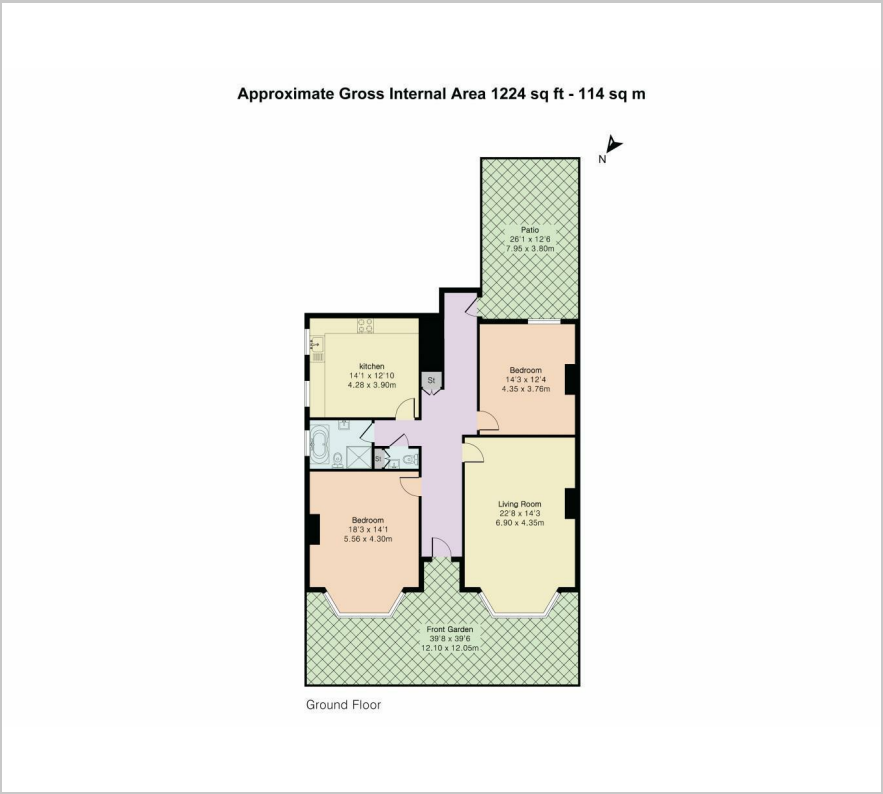 Approximate Gross Internal Area 1224 sq ft - 114 sq m
N
Patio
26'1 x 12'6
7.95 x 3.80m
kitchen
14'1 x 12'10
4.28 x 3.90m
St
Bedroom
14'3 x 12'4
4.35 x 3.76m
St
Bedroom
18'3 x 14'1
5.56 x 4.30m
Living Room
22'8 x 14'3
6.90 x 4.35m
Front Garden
39'8 x 39'6
12.10 x 12.05m
Ground Floor